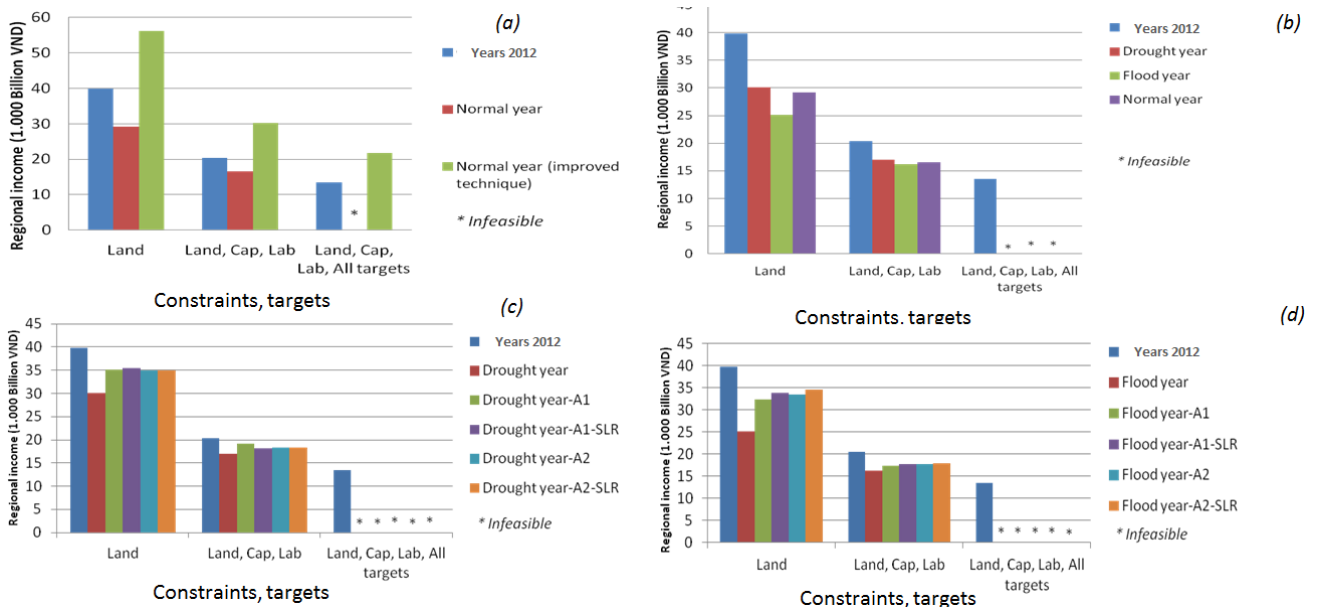 (a)
Regional income (1.000 Billion VND)
60
50
40
30
20
10
0
Land
Land, Cap, Lab
Land, Cap,
Lab, All targets
Years 2012
Normal year
Normal year (improved
technique)
* Infeasible
*
Constraints, targets
(b)
Regional income (1.000 Billion VND)
40
35
30
25
20
15
10
5
0
Land
Land, Cap, Lab
Land, Cap, Lab, All
targets
Years 2012
Drought year
Flood year
Normal year
* Infeasible
* * *
Constraints. targets
(c)
Regional income (1.000 Billion VND)
45
40
35
30
25
20
15
10
5
0
Land
Land, Cap, Lab
Land, Cap, Lab, All
targets
Years 2012
Drought year
Drought year-A1
Drought year-A1-SLR
Drought year-A2
Drought year-A2-SLR
* Infeasible
* * * * *
Constraints, targets
(d)
Regional income (1.000 Billion VND)
45
40
35
30
25
20
15
10
5
0
Land
Land, Cap, Lab
Land, Cap, Lab, All
targets
Years 2012
Flood year
Flood year-A1
Flood year-A1-SLR
Flood year-A2
Flood year-A2-SLR
* Infeasible
* * * * *
Constraints, targets